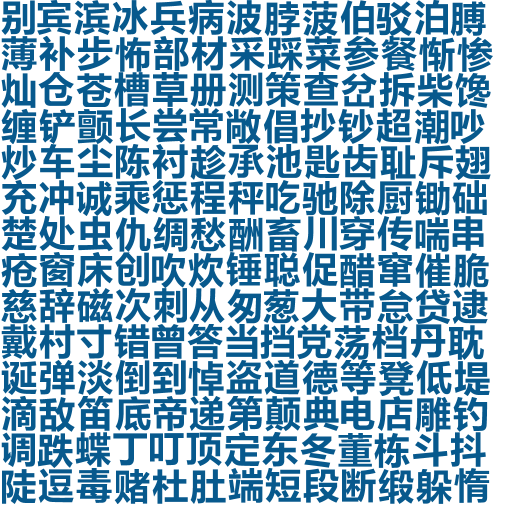 别宾滨冰兵病波脖菠伯驳泊膊
薄补步怖部材采踩菜参餐惭惨
灿仓苍槽草册测策查岔拆柴馋
缠铲颤长尝常敞倡抄钞超潮吵
炒车尘陈衬趁承池匙齿耻斥翅
充冲诚乘惩程秤吃驰除厨锄础
楚处虫仇绸愁酬畜川穿传喘串
疮窗床创吹炊锤聪促醋窜催脆
慈辞磁次刺从匆葱大带怠贷逮
戴村寸错曾答当挡党荡档丹耽
诞弹淡倒到悼盗道德等凳低堤
滴敌笛底帝递第颠典电店雕钓
调跌蝶丁叮顶定东冬董栋斗抖
陡逗毒赌杜肚端短段断缎躲惰